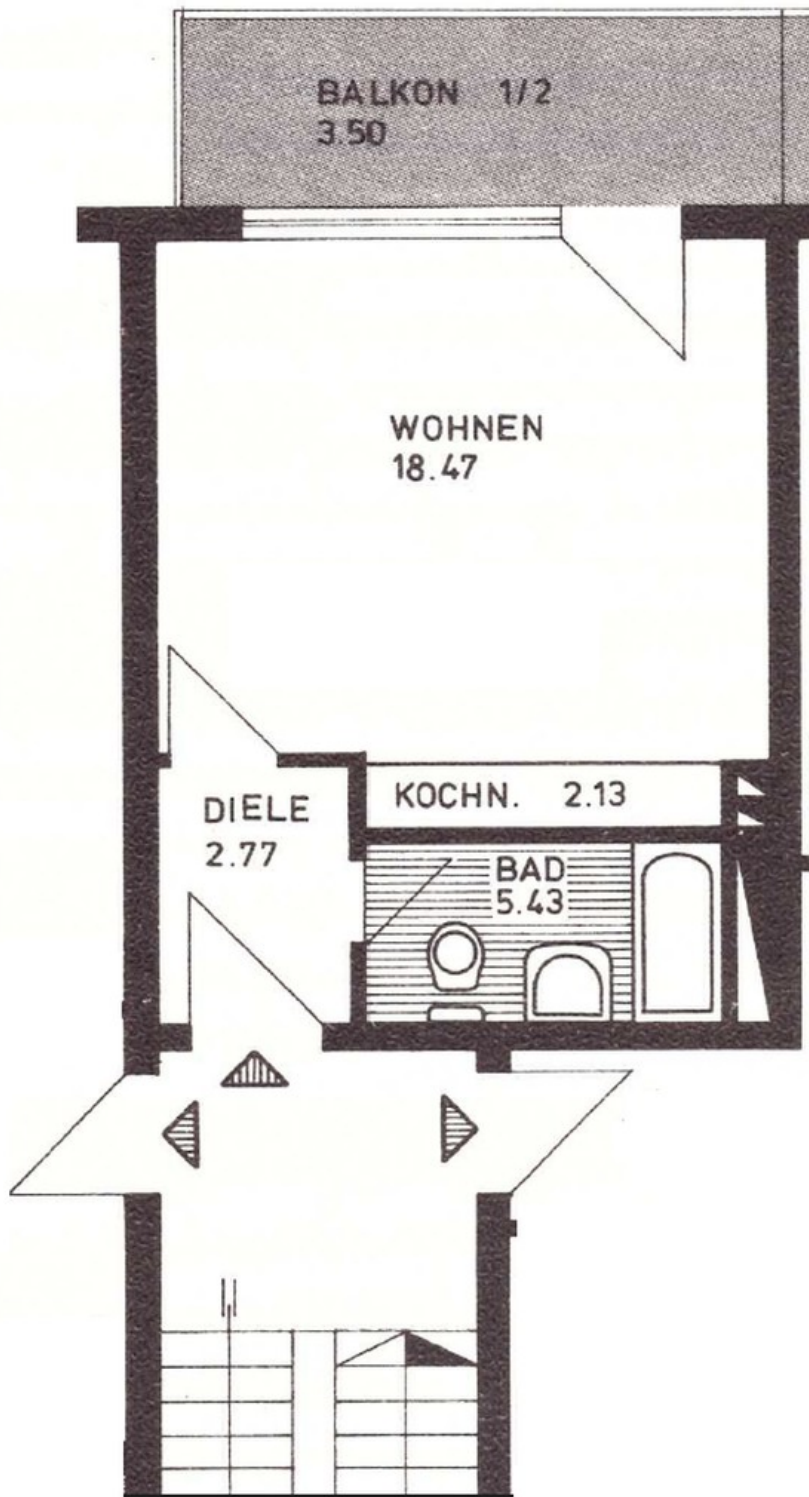 BALKON 1/2
3.50
WOHNEN
18.47
KOCHN. 2.13
DIELE
2.77
BAD
5.43